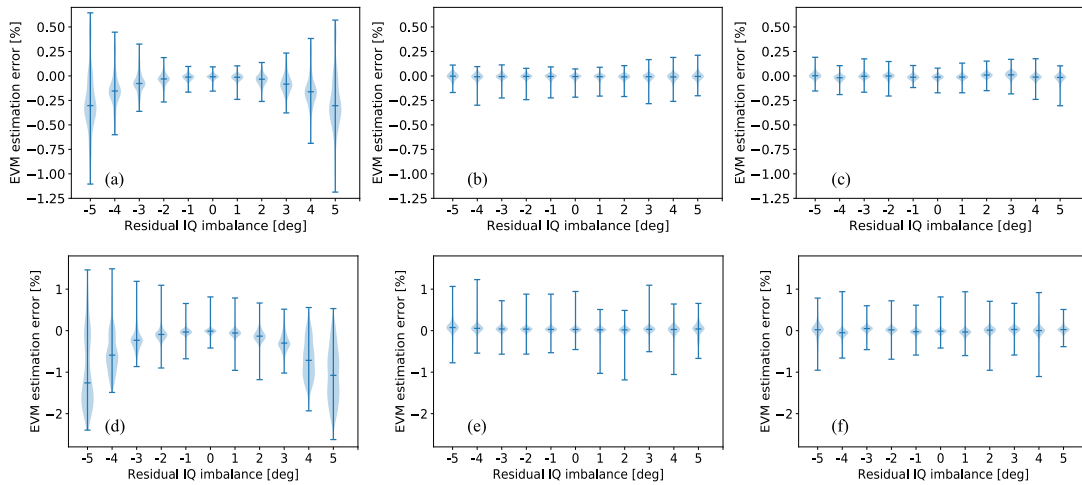 EVM estimation error [%]
0.50
0.25
0.00
−0.25
−0.50
−0.75
−1.00
−1.25
(a)
-5 -4 -3 -2 -1 0 1 2 3 4 5
Residual IQ imbalance [deg]
EVM estimation error [%]
0.50
0.25
0.00
−0.25
−0.50
−0.75
−1.00
−1.25
(b)
-5 -4 -3 -2 -1 0 1 2 3 4 5
Residual IQ imbalance [deg]
EVM estimation error [%]
0.50
0.25
0.00
−0.25
−0.50
−0.75
−1.00
−1.25
(c)
-5 -4 -3 -2 -1 0 1 2 3 4 5
Residual IQ imbalance [deg]
EVM estimation error [%]
1
0
−1
−2
(d)
-5 -4 -3 -2 -1 0 1 2 3 4 5
Residual IQ imbalance [deg]
EVM estimation error [%]
1
0
−1
−2
(e)
-5 -4 -3 -2 -1 0 1 2 3 4 5
Residual IQ imbalance [deg]
EVM estimation error [%]
1
0
−1
−2
(f)
-5 -4 -3 -2 -1 0 1 2 3 4 5
Residual IQ imbalance [deg]